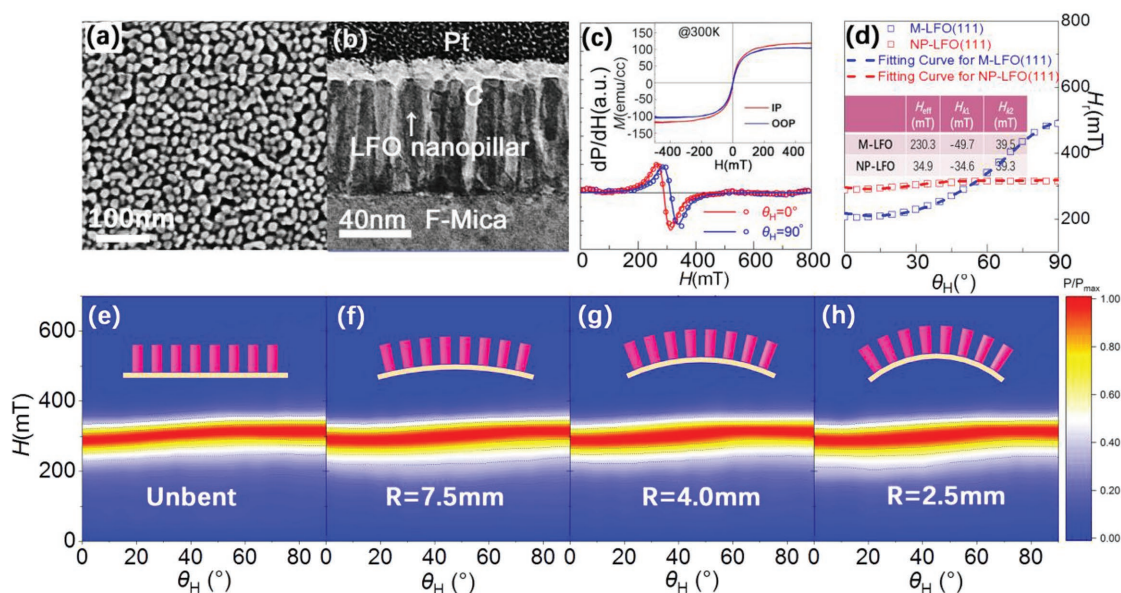 (a)
100nm
(b)
Pt
C
LFO nanopillar
40nm
F-Mica
(c)
@300K
dP/dH(a.u.)
M(emu/cc)
150
100
50
0
-50
-100
-150
-400 -200 0 200 400
H(mT)
IP
OOP
θH=0°
θH=90°
0 200 400 600 800
H(mT)
(d)
M-LFO(111)
NP-LFO(111)
Fitting Curve for M-LFO(111)
Fitting Curve for NP-LFO(111)
Heff (mT) Hk1 (mT) Hk2 (mT)
M-LFO 230.3 -49.7 39.5
NP-LFO 34.9 -34.6 39.3
800
600
400
200
Hr(mT)
0 30 60 90
θH(°)
(e)
Unbent
(f)
R=7.5mm
(g)
R=4.0mm
(h)
R=2.5mm
H(mT)
600
400
200
0
0 20 40 60 80
θH (°)
0 20 40 60 80
θH (°)
0 20 40 60 80
θH (°)
0 20 40 60 80
θH (°)
P/Pmax
1.00
0.80
0.60
0.40
0.20
0.00